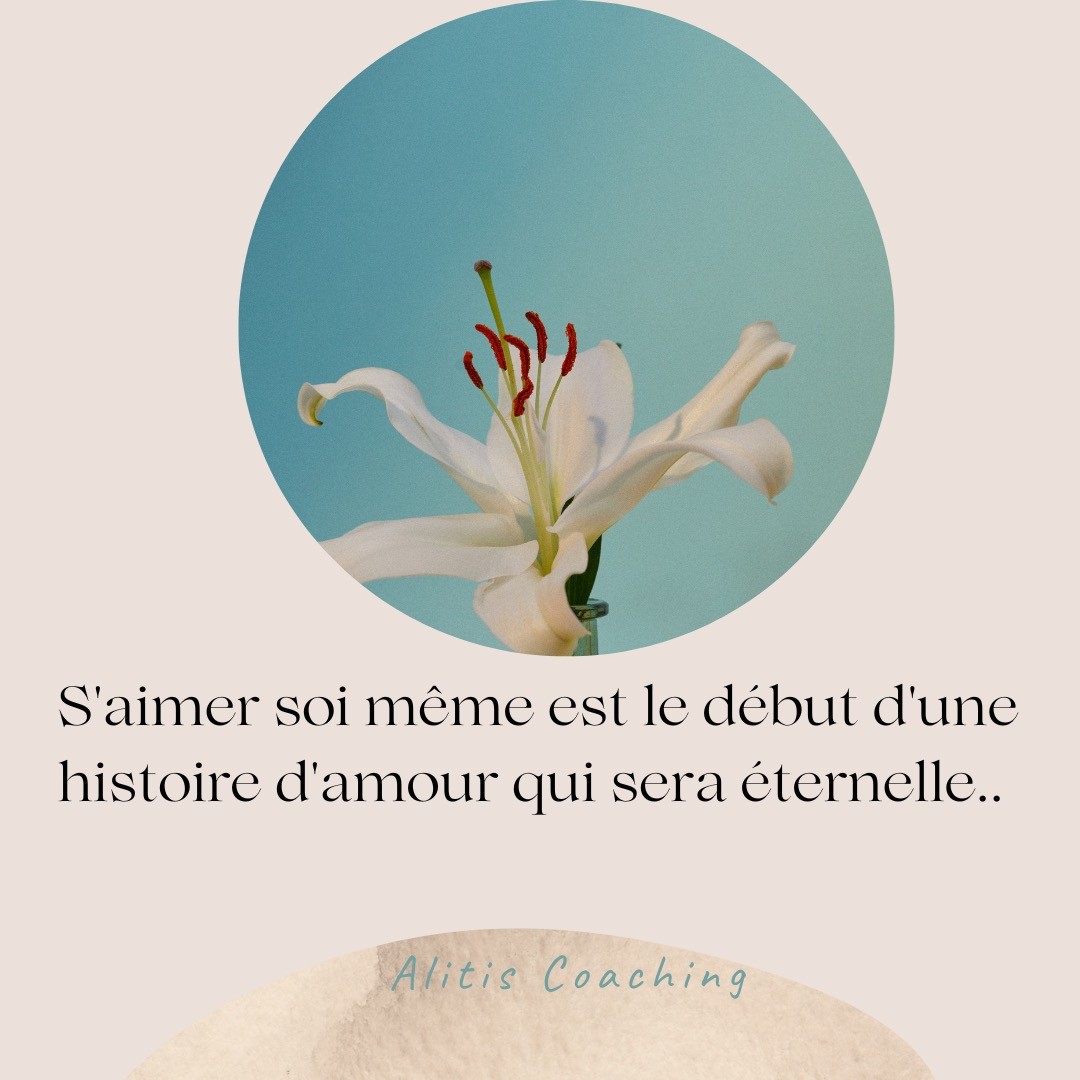 S'aimer soi même est le début d'une
histoire d'amour qui sera éternelle..
Alitis Coaching